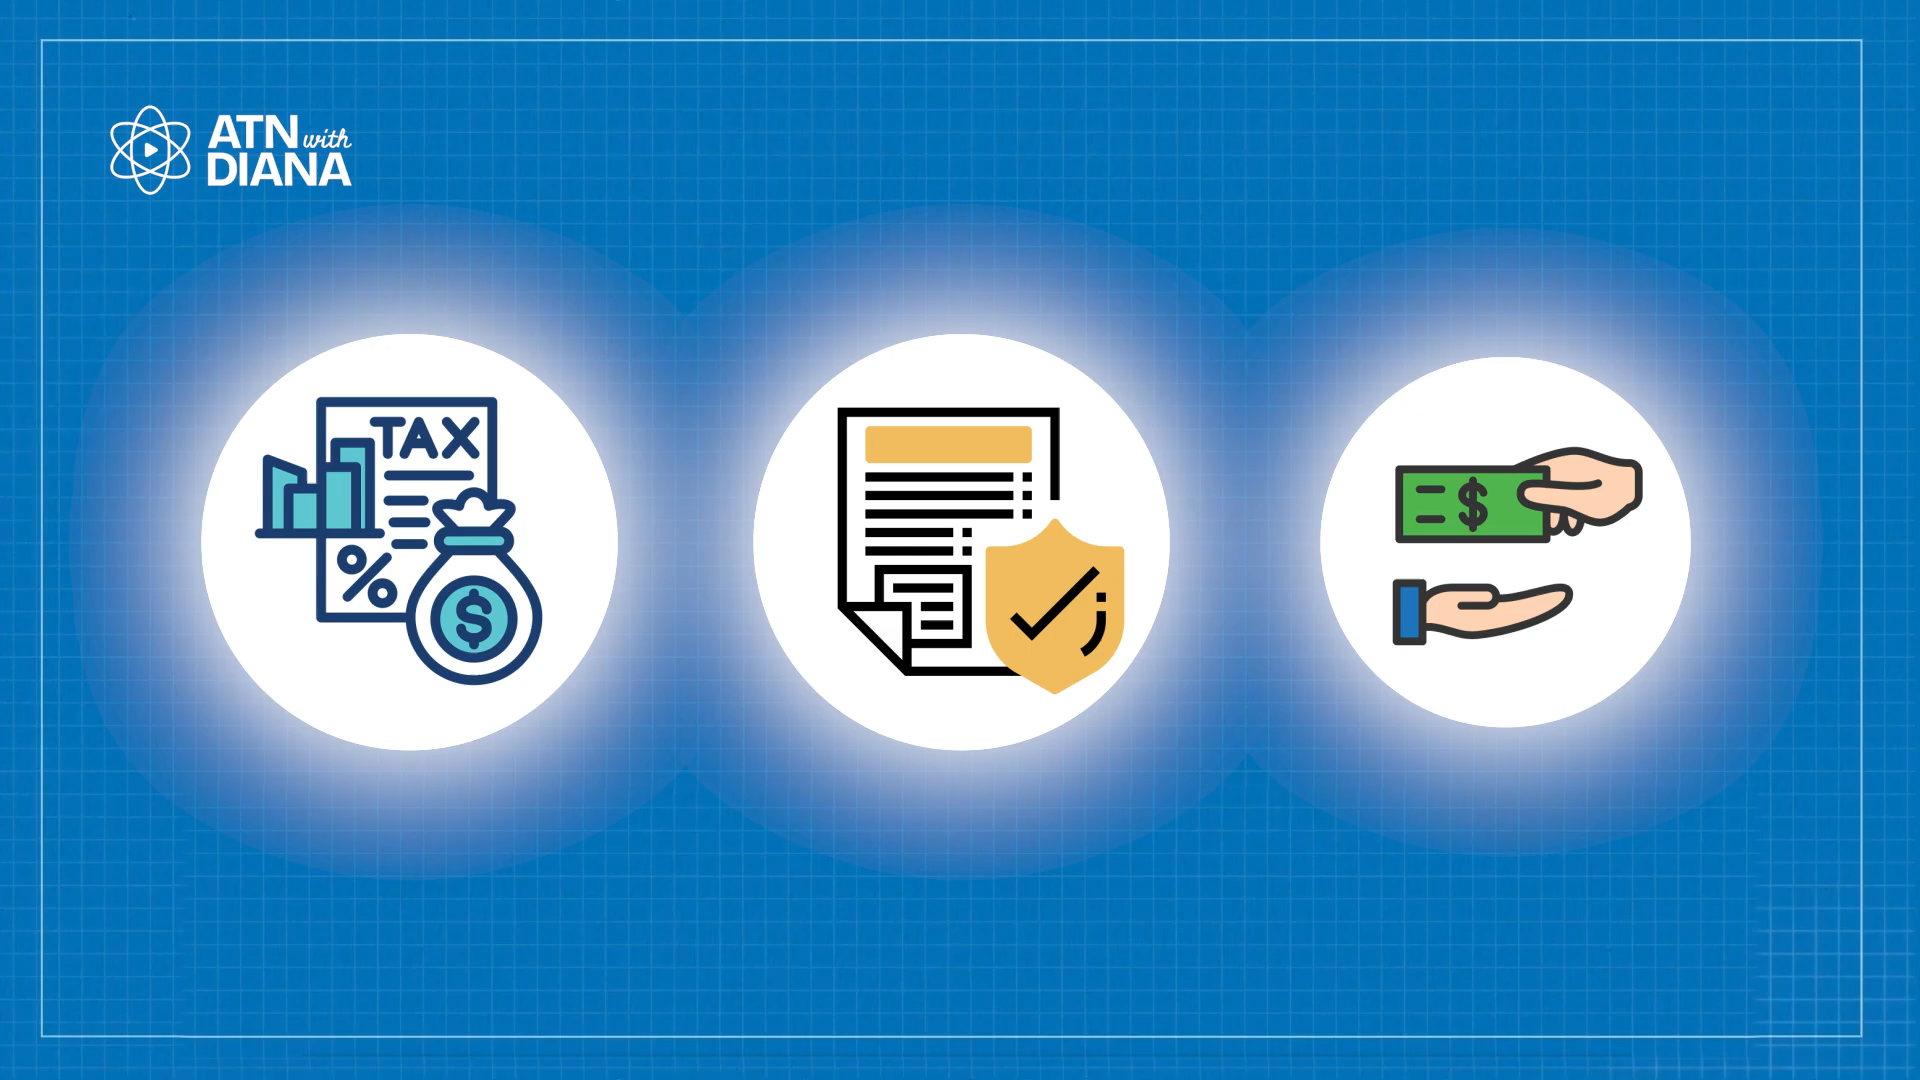 ATN with
DIANA
TAX
%
$
$